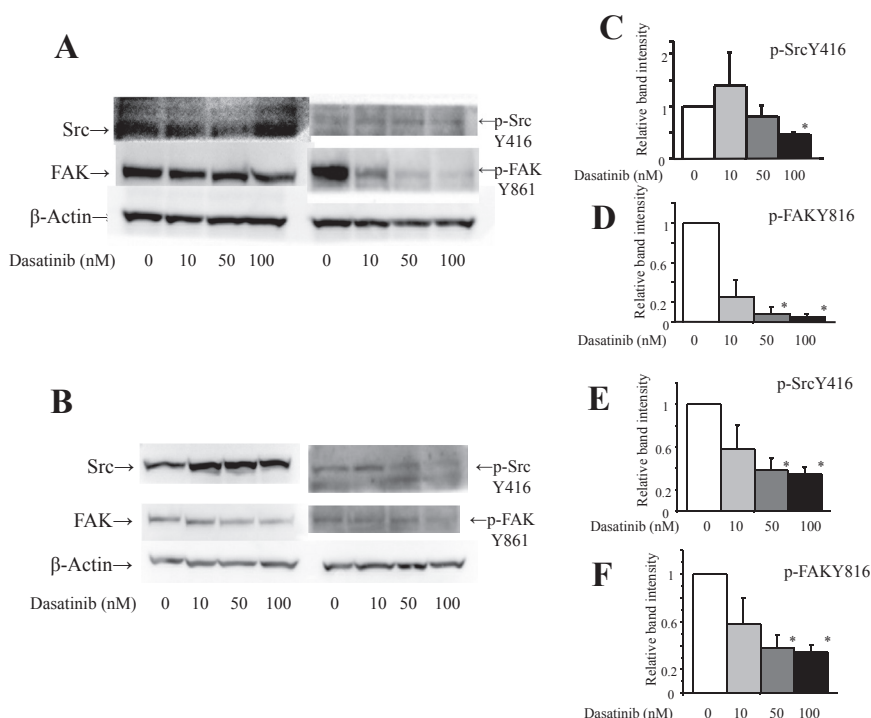 A
Src→
←p-Src
Y416
FAK→
←p-FAK
Y861
β-Actin→
Dasatinib (nM) 0 10 50 100 0 10 50 100
B
Src→
←p-Src
Y416
FAK→
←p-FAK
Y861
β-Actin→
Dasatinib (nM) 0 10 50 100 0 10 50 100
C
p-SrcY416
Relative band intensity
2
1
0
*
Dasatinib (nM) 0 10 50 100
D
p-FAKY816
Relative band intensity
1
0.6
0.2
0
* *
Dasatinib (nM) 0 10 50 100
E
p-SrcY416
Relative band intensity
1
0.6
0.2
0
* *
Dasatinib (nM) 0 10 50 100
F
p-FAKY816
Relative band intensity
1
0.6
0.2
0
* *
Dasatinib (nM) 0 10 50 100